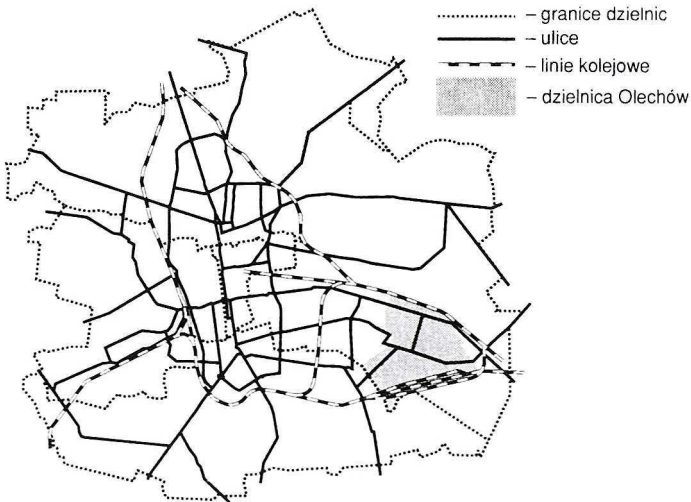 – granice dzielnic
– ulice
– linie kolejowe
– dzielnica Olechów